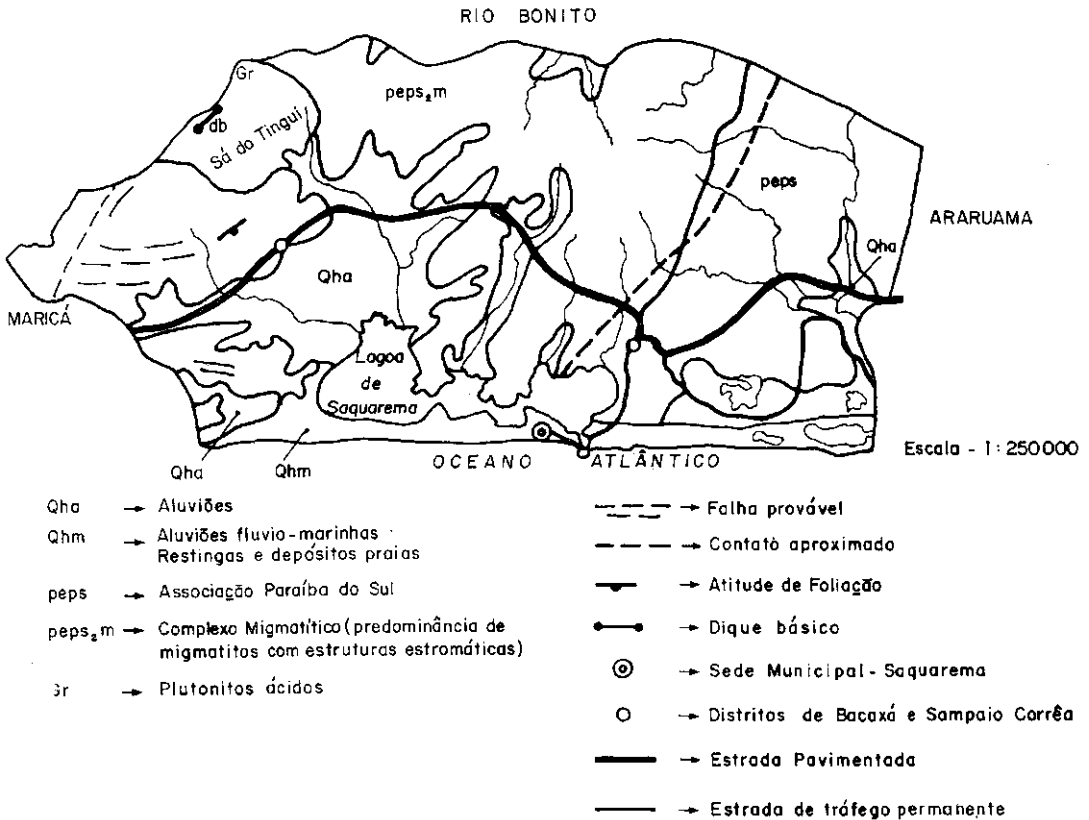 RIO BONITO
Gr
peps₂m
db
Sá do Tinguí
peps
ARARUAMA
Qha
Qha
MARICÁ
Lagoa
de
Saquarema
Escala - 1:250000
OCEANO ATLÂNTICO
Qha
Qhm
Qha → Aluviões
Qhm → Aluviões fluvio-marinhas
Restingas e depósitos praias
peps → Associação Paraíba do Sul
peps₂m → Complexo Migmatítico (predominância de
migmatitos com estruturas estromáticas)
Gr → Plutonitos ácidos
→ Falha provável
→ Contato aproximado
→ Atitude de Foliação
→ Dique básico
→ Sede Municipal - Saquarema
→ Distritos de Bacaxá e Sampaio Corrêa
→ Estrada Pavimentada
→ Estrada de tráfego permanente